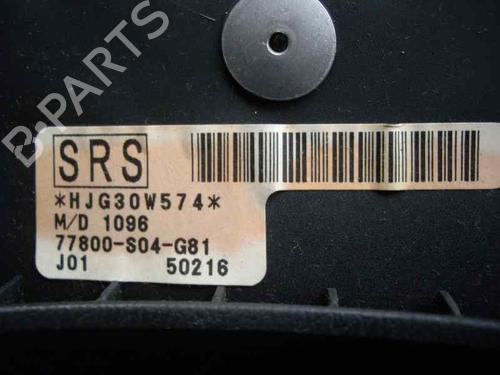 B-PARTS
SRS
*HJG30W574*
M/D 1096
77800-S04-G81
J01 50216